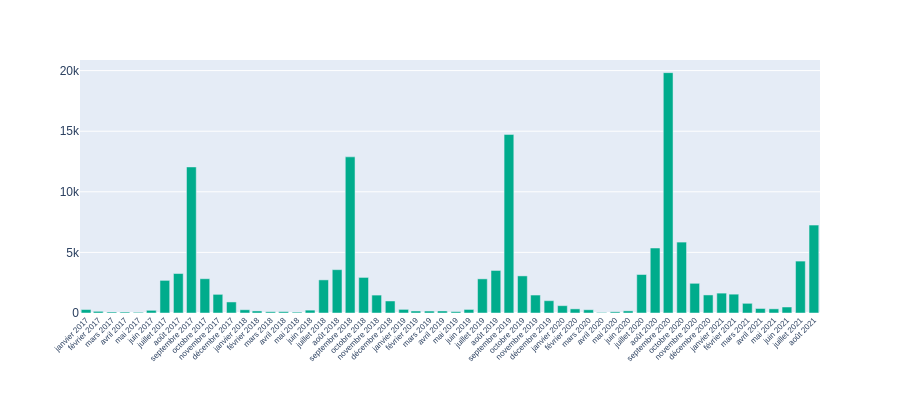 20k
15k
10k
5k
0
janvier 2017
février 2017
mars 2017
avril 2017
mai 2017
juin 2017
juillet 2017
août 2017
septembre 2017
octobre 2017
novembre 2017
décembre 2017
janvier 2018
février 2018
mars 2018
avril 2018
mai 2018
juin 2018
juillet 2018
août 2018
septembre 2018
octobre 2018
novembre 2018
décembre 2018
janvier 2019
février 2019
mars 2019
avril 2019
mai 2019
juin 2019
juillet 2019
août 2019
septembre 2019
octobre 2019
novembre 2019
décembre 2019
janvier 2020
février 2020
mars 2020
avril 2020
mai 2020
juin 2020
juillet 2020
août 2020
septembre 2020
octobre 2020
novembre 2020
décembre 2020
janvier 2021
février 2021
mars 2021
avril 2021
mai 2021
juin 2021
juillet 2021
août 2021